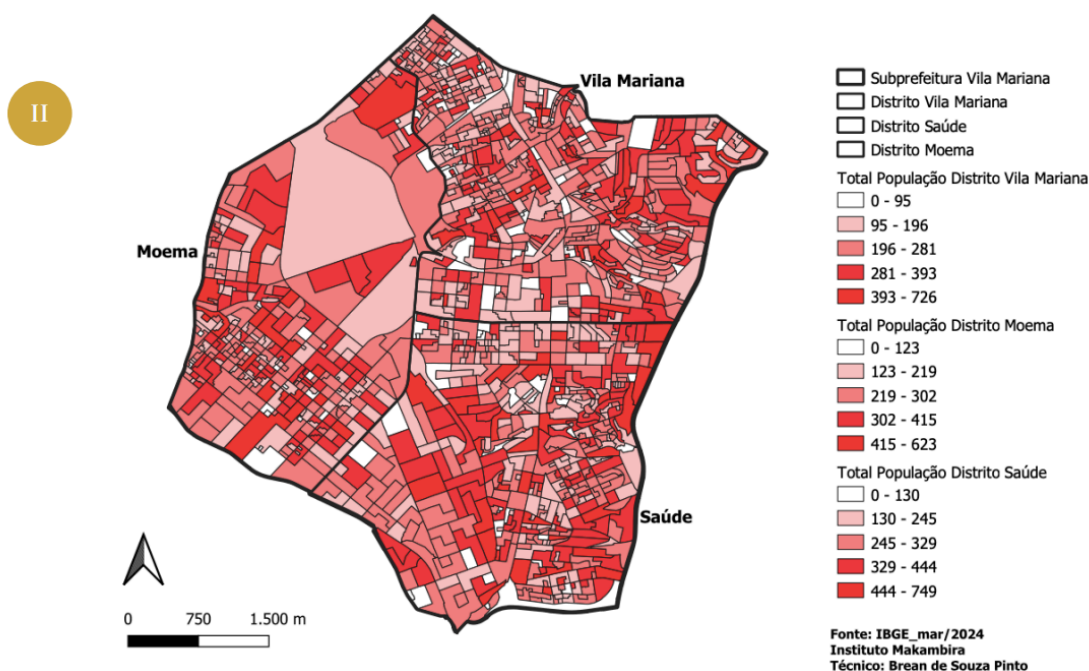 II
Vila Mariana
Moema
Saúde
0 750 1.500 m
Subprefeitura Vila Mariana
Distrito Vila Mariana
Distrito Saúde
Distrito Moema
Total População Distrito Vila Mariana
0 - 95
95 - 196
196 - 281
281 - 393
393 - 726
Total População Distrito Moema
0 - 123
123 - 219
219 - 302
302 - 415
415 - 623
Total População Distrito Saúde
0 - 130
130 - 245
245 - 329
329 - 444
444 - 749
Fonte: IBGE_mar/2024
Instituto Makambira
Técnico: Brean de Souza Pinto